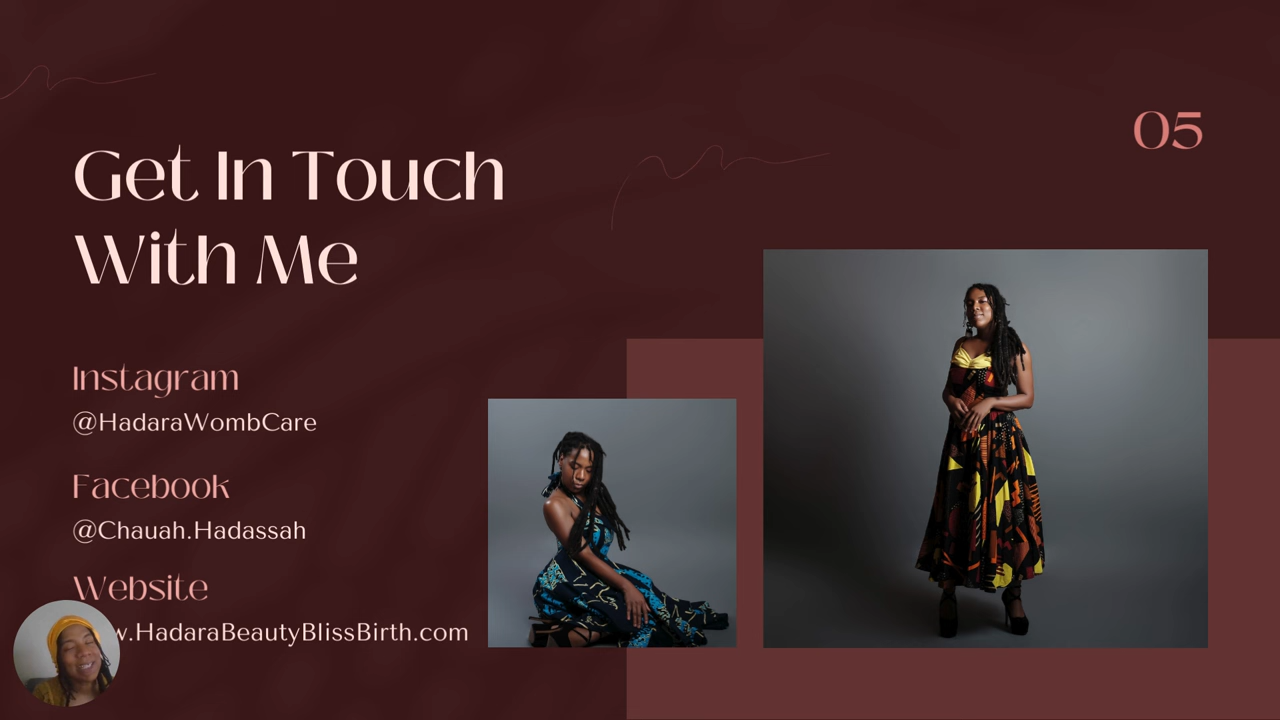 05
Get In Touch
With Me
Instagram
@HadaraWombCare
Facebook
@Chauah.Hadassah
Website
w.HadaraBeautyBlissBirth.com